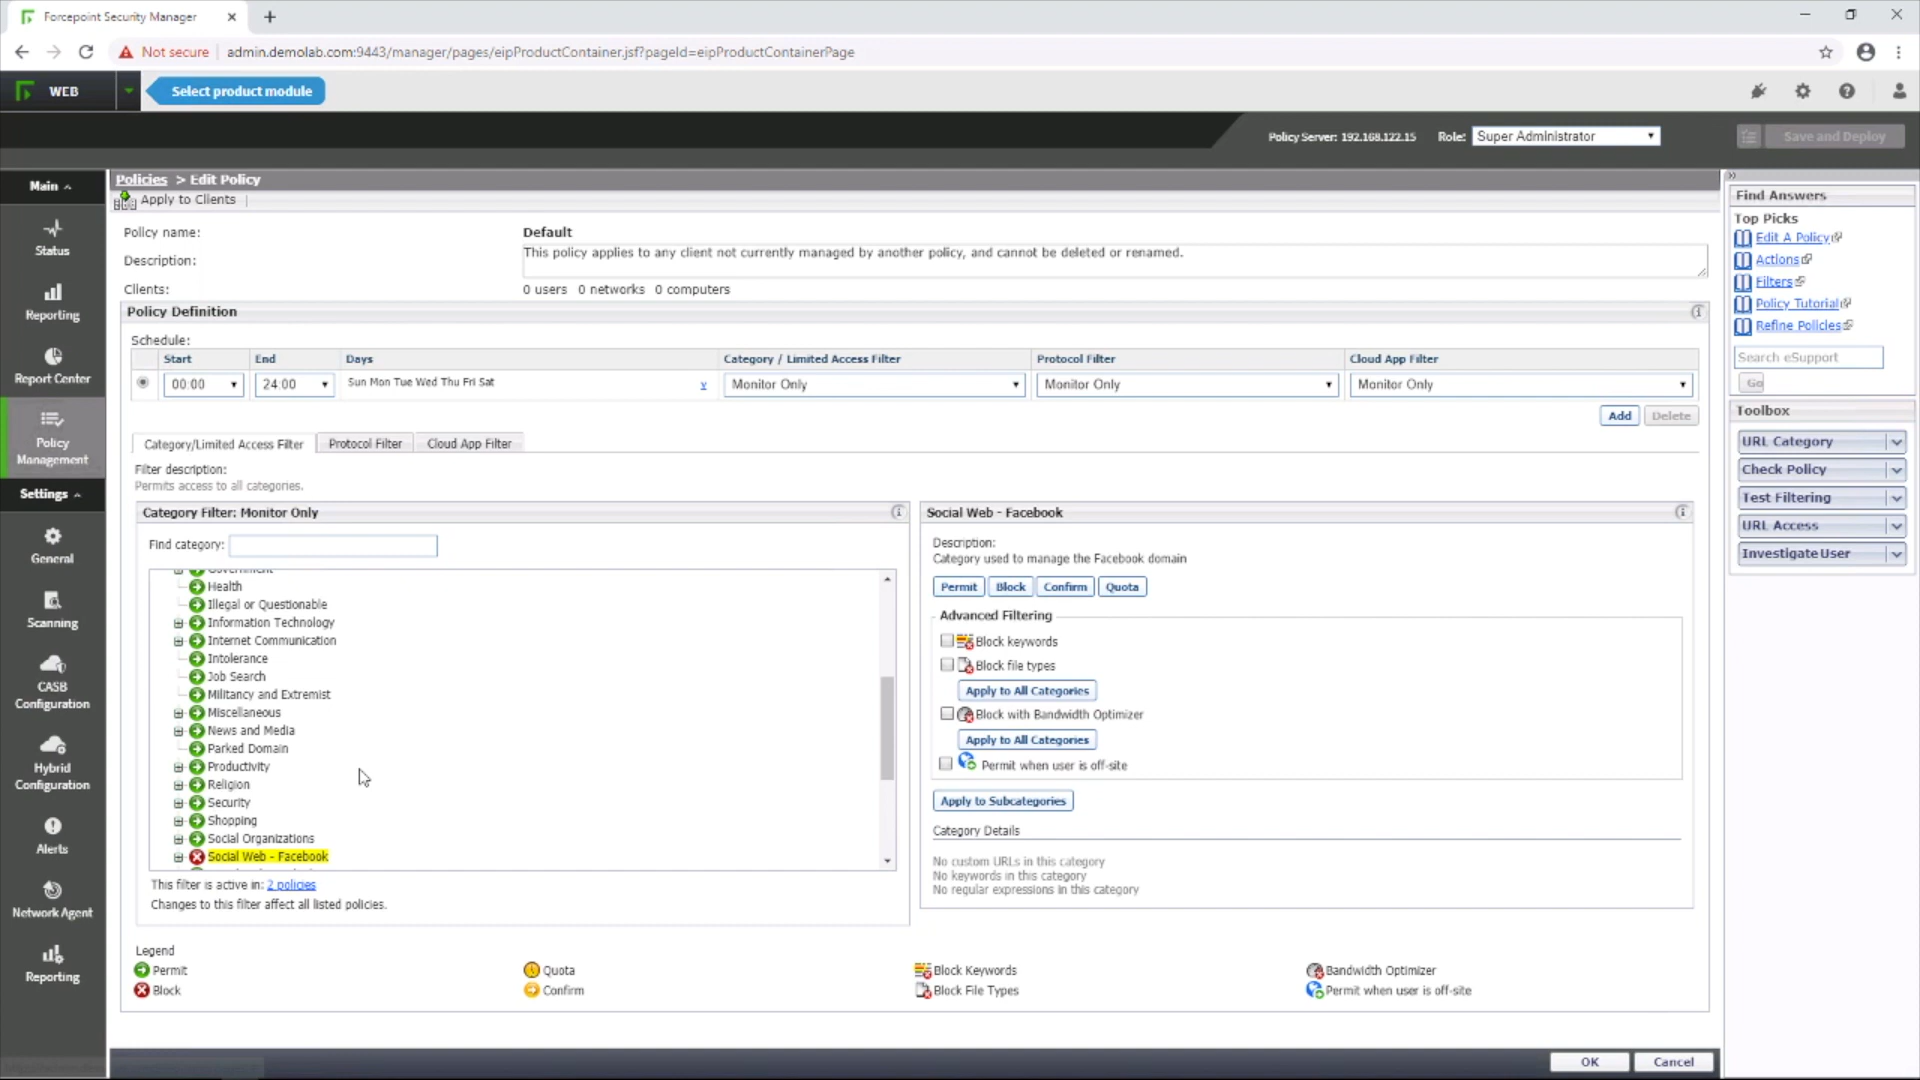 Forcepoint Security Manager
Not secure admin.demolab.com:9443/manager/pages/eipProductContainer.jsf?pageId=eipProductContainerPage
WEB
Select product module
Policy Server: 192.168.122.15 Role: Super Administrator
Save and Deploy
Main
Status
Reporting
Report Center
Policy Management
Settings
General
Scanning
CASB Configuration
Hybrid Configuration
Alerts
Network Agent
Reporting
Policies > Edit Policy
Apply to Clients
Policy name: Default
Description: This policy applies to any client not currently managed by another policy, and cannot be deleted or renamed.
Clients: 0 users 0 networks 0 computers
Policy Definition
Schedule:
Start End Days Category / Limited Access Filter Protocol Filter Cloud App Filter
00:00 24:00 Sun Mon Tue Wed Thu Fri Sat v Monitor Only Monitor Only Monitor Only
Add Delete
Category/Limited Access Filter Protocol Filter Cloud App Filter
Filter description:
Permits access to all categories.
Category Filter: Monitor Only
Find category:
Government
Health
Illegal or Questionable
Information Technology
Internet Communication
Intolerance
Job Search
Militancy and Extremist
Miscellaneous
News and Media
Parked Domain
Productivity
Religion
Security
Shopping
Social Organizations
Social Web - Facebook
This filter is active in: 2 policies
Changes to this filter affect all listed policies.
Social Web - Facebook
Description:
Category used to manage the Facebook domain
Permit Block Confirm Quota
Advanced Filtering
Block keywords
Block file types
Apply to All Categories
Block with Bandwidth Optimizer
Apply to All Categories
Permit when user is off-site
Apply to Subcategories
Category Details
No custom URLs in this category
No keywords in this category
No regular expressions in this category
Legend
Permit Quota Block Keywords Bandwidth Optimizer
Block Confirm Block File Types Permit when user is off-site
OK Cancel
Find Answers
Top Picks
Edit A Policy
Actions
Filters
Policy Tutorial
Refine Policies
Search eSupport
Go
Toolbox
URL Category
Check Policy
Test Filtering
URL Access
Investigate User